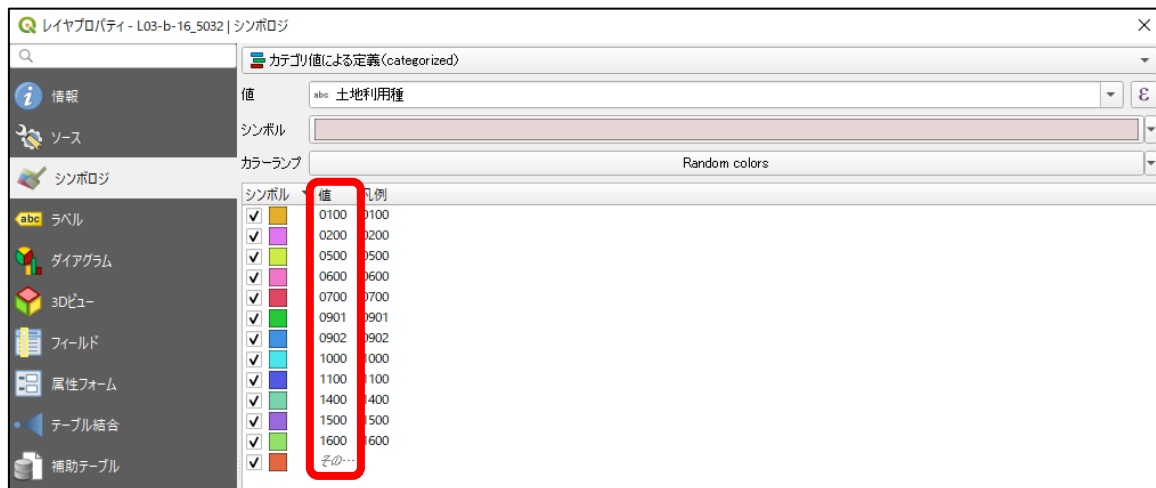 レイヤプロパティ - L03-b-16_5032 | シンボロジ
カテゴリ値による定義(categorized)
情報
ソース
シンボロジ
abc ラベル
ダイアグラム
3Dビュー
フィールド
属性フォーム
テーブル結合
補助テーブル
値 abc 土地利用種 ε
シンボル
カラーランプ Random colors
シンボル 値 凡例
0100 0100
0200 0200
0500 0500
0600 0600
0700 0700
0901 0901
0902 0902
1000 1000
1100 1100
1400 1400
1500 1500
1600 1600
その…